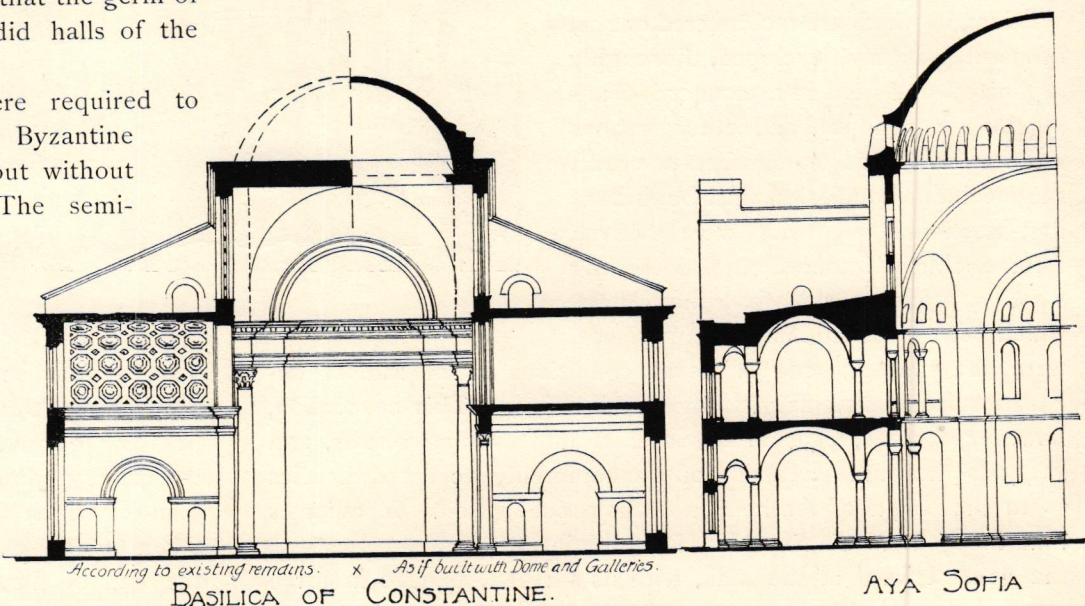 that the germ of
did halls of the
ere required to
Byzantine
out without
The semi-
According to existing remains. x As if built with Dome and Galleries.
BASILICA OF CONSTANTINE.
AYA SOFIA